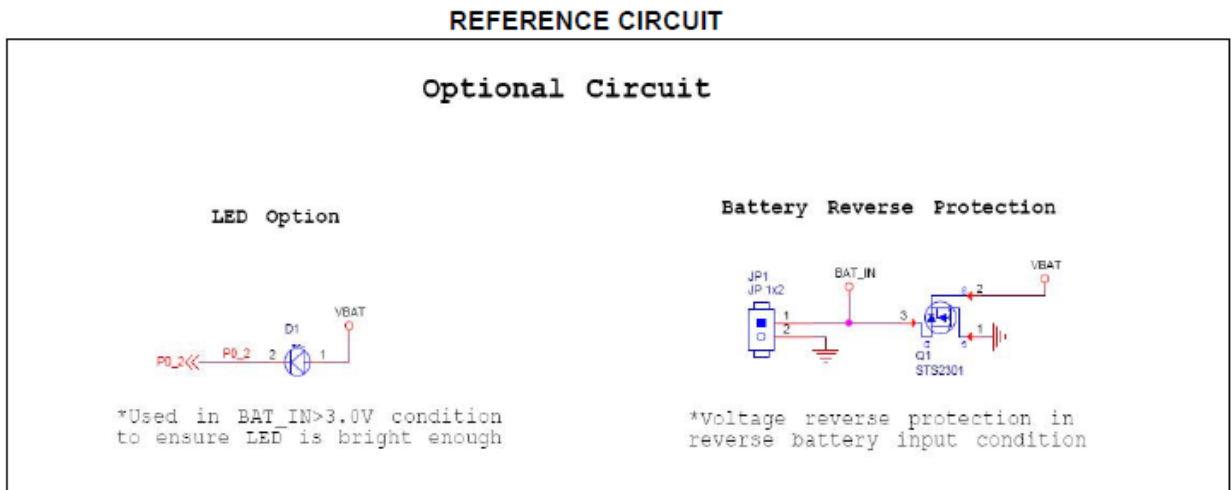 REFERENCE CIRCUIT
Optional Circuit
LED Option
VBAT
D1
P0_2<<
P0_2
2
1
*Used in BAT_IN>3.0V condition
to ensure LED is bright enough
Battery Reverse Protection
JP1
JP 1x2
BAT_IN
VBAT
1
2
3
2
1
Q1
STS2301
*Voltage reverse protection in
reverse battery input condition